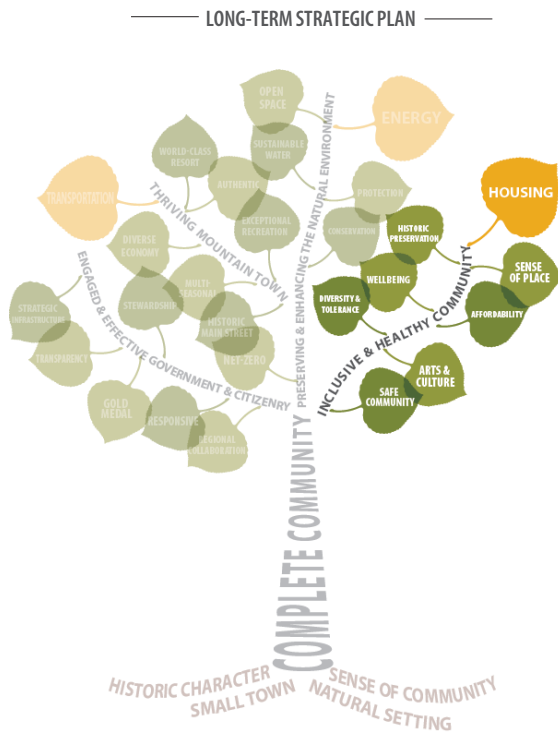 LONG-TERM STRATEGIC PLAN
OPEN
SPACE
ENERGY
WORLD-CLASS
RESORT
SUSTAINABLE
WATER
TRANSPORTATION
AUTHENTIC
PROTECTION
HOUSING
THRIVING MOUNTAIN TOWN
PRESERVING & ENHANCING THE NATURAL ENVIRONMENT
DIVERSE
ECONOMY
EXCEPTIONAL
RECREATION
CONSERVATION
HISTORIC
PRESERVATION
SENSE OF
PLACE
ENGAGED & EFFECTIVE GOVERNMENT & CITIZENRY
MULTI-
SEASONAL
WELLBEING
INCLUSIVE & HEALTHY COMMUNITY
STRATEGIC
INFRASTRUCTURE
STEWARDSHIP
HISTORIC
MAIN STREET
DIVERSITY &
TOLERANCE
AFFORDABILITY
TRANSPARENCY
NET-ZERO
ARTS &
CULTURE
GOLD
MEDAL
RESPONSIVE
SAFE
COMMUNITY
REGIONAL
COLLABORATION
COMPLETE COMMUNITY
HISTORIC CHARACTER
SMALL TOWN
SENSE OF COMMUNITY
NATURAL SETTING